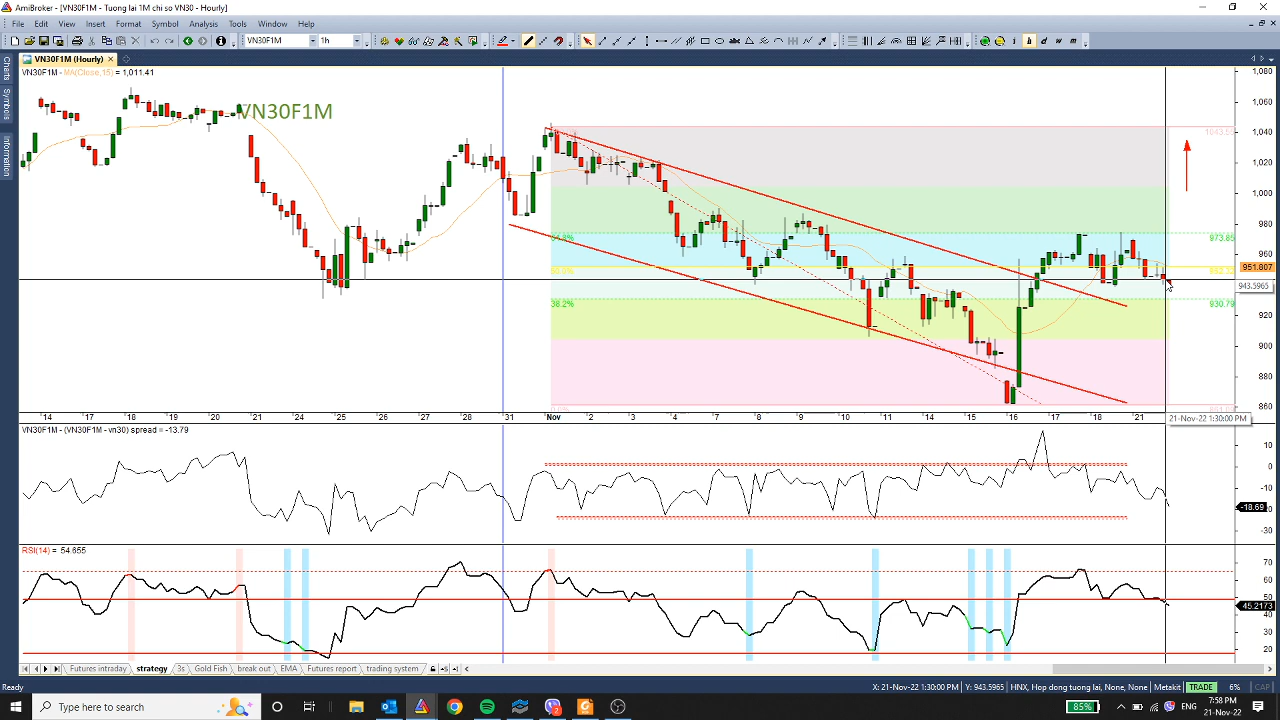 AmiBroker - [VN30F1M - Tuong lai 1M chi so VN30 - Hourly]
File Edit View Insert Format Symbol Analysis Tools Window Help
VN30F1M 1h i h d w m
VN30F1M (Hourly)
Charts
Symbols
Information
VN30F1M - MA(Close,15) = 1,011.41
VN30F1M
1,080
1,060
1,040
1,020
1,000
980
960
920
900
880
860
1043.55
973.85
930.79
951.807
943.5965
38.2%
14 17 18 19 20 21 24 25 26 27 28 31 Nov 2 3 4 7 8 9 10 11 14 15 16 17 18 21
21-Nov-22 1:30:00 PM
VN30F1M - (VN30F1M - vn30) spread = -13.79
10
0
-10
-18.69
-30
RSI(14) = 54.655
70
60
50
45.2173
30
20
Futures intraday strategy 3s Gold Fish break out EMA Futures report trading system
Ready X: 21-Nov-22 1:30:00 PM Y: 943.5965 HNX, Hop dong tuong lai, None, None Metakit TRADE 6% CAP
Type here to search
85%
7:58 PM
21-Nov-22